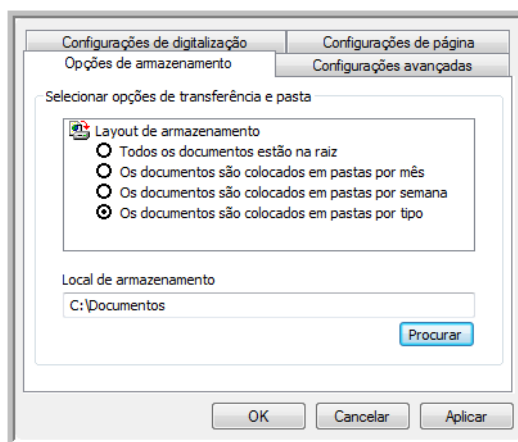 Configurações de digitalização
Configurações de página
Opções de armazenamento
Configurações avançadas
Selecionar opções de transferência e pasta
Layout de armazenamento
Todos os documentos estão na raiz
Os documentos são colocados em pastas por mês
Os documentos são colocados em pastas por semana
Os documentos são colocados em pastas por tipo
Local de armazenamento
C:\Documentos
Procurar
OK
Cancelar
Aplicar